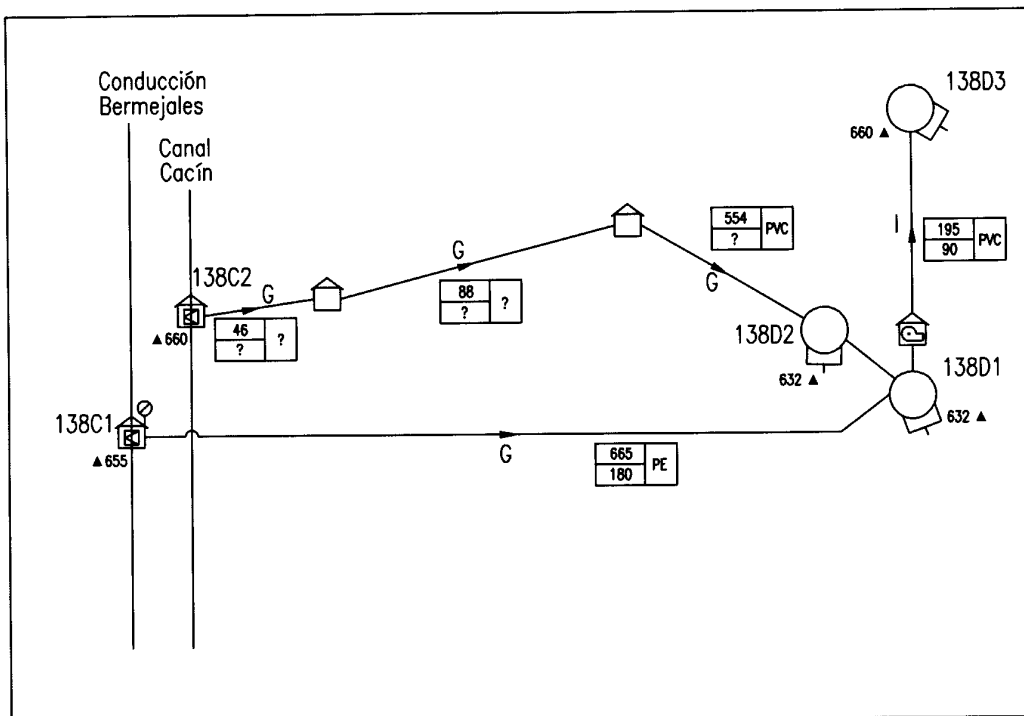 Conducción
Bermejales
Canal
Cacín
138D3
660 ▲
554
?
PVC
I
195
90
PVC
G
G
G
138C2
88
?
?
▲ 660
46
?
?
138D2
632 ▲
138D1
632 ▲
138C1
▲ 655
G
665
180
PE